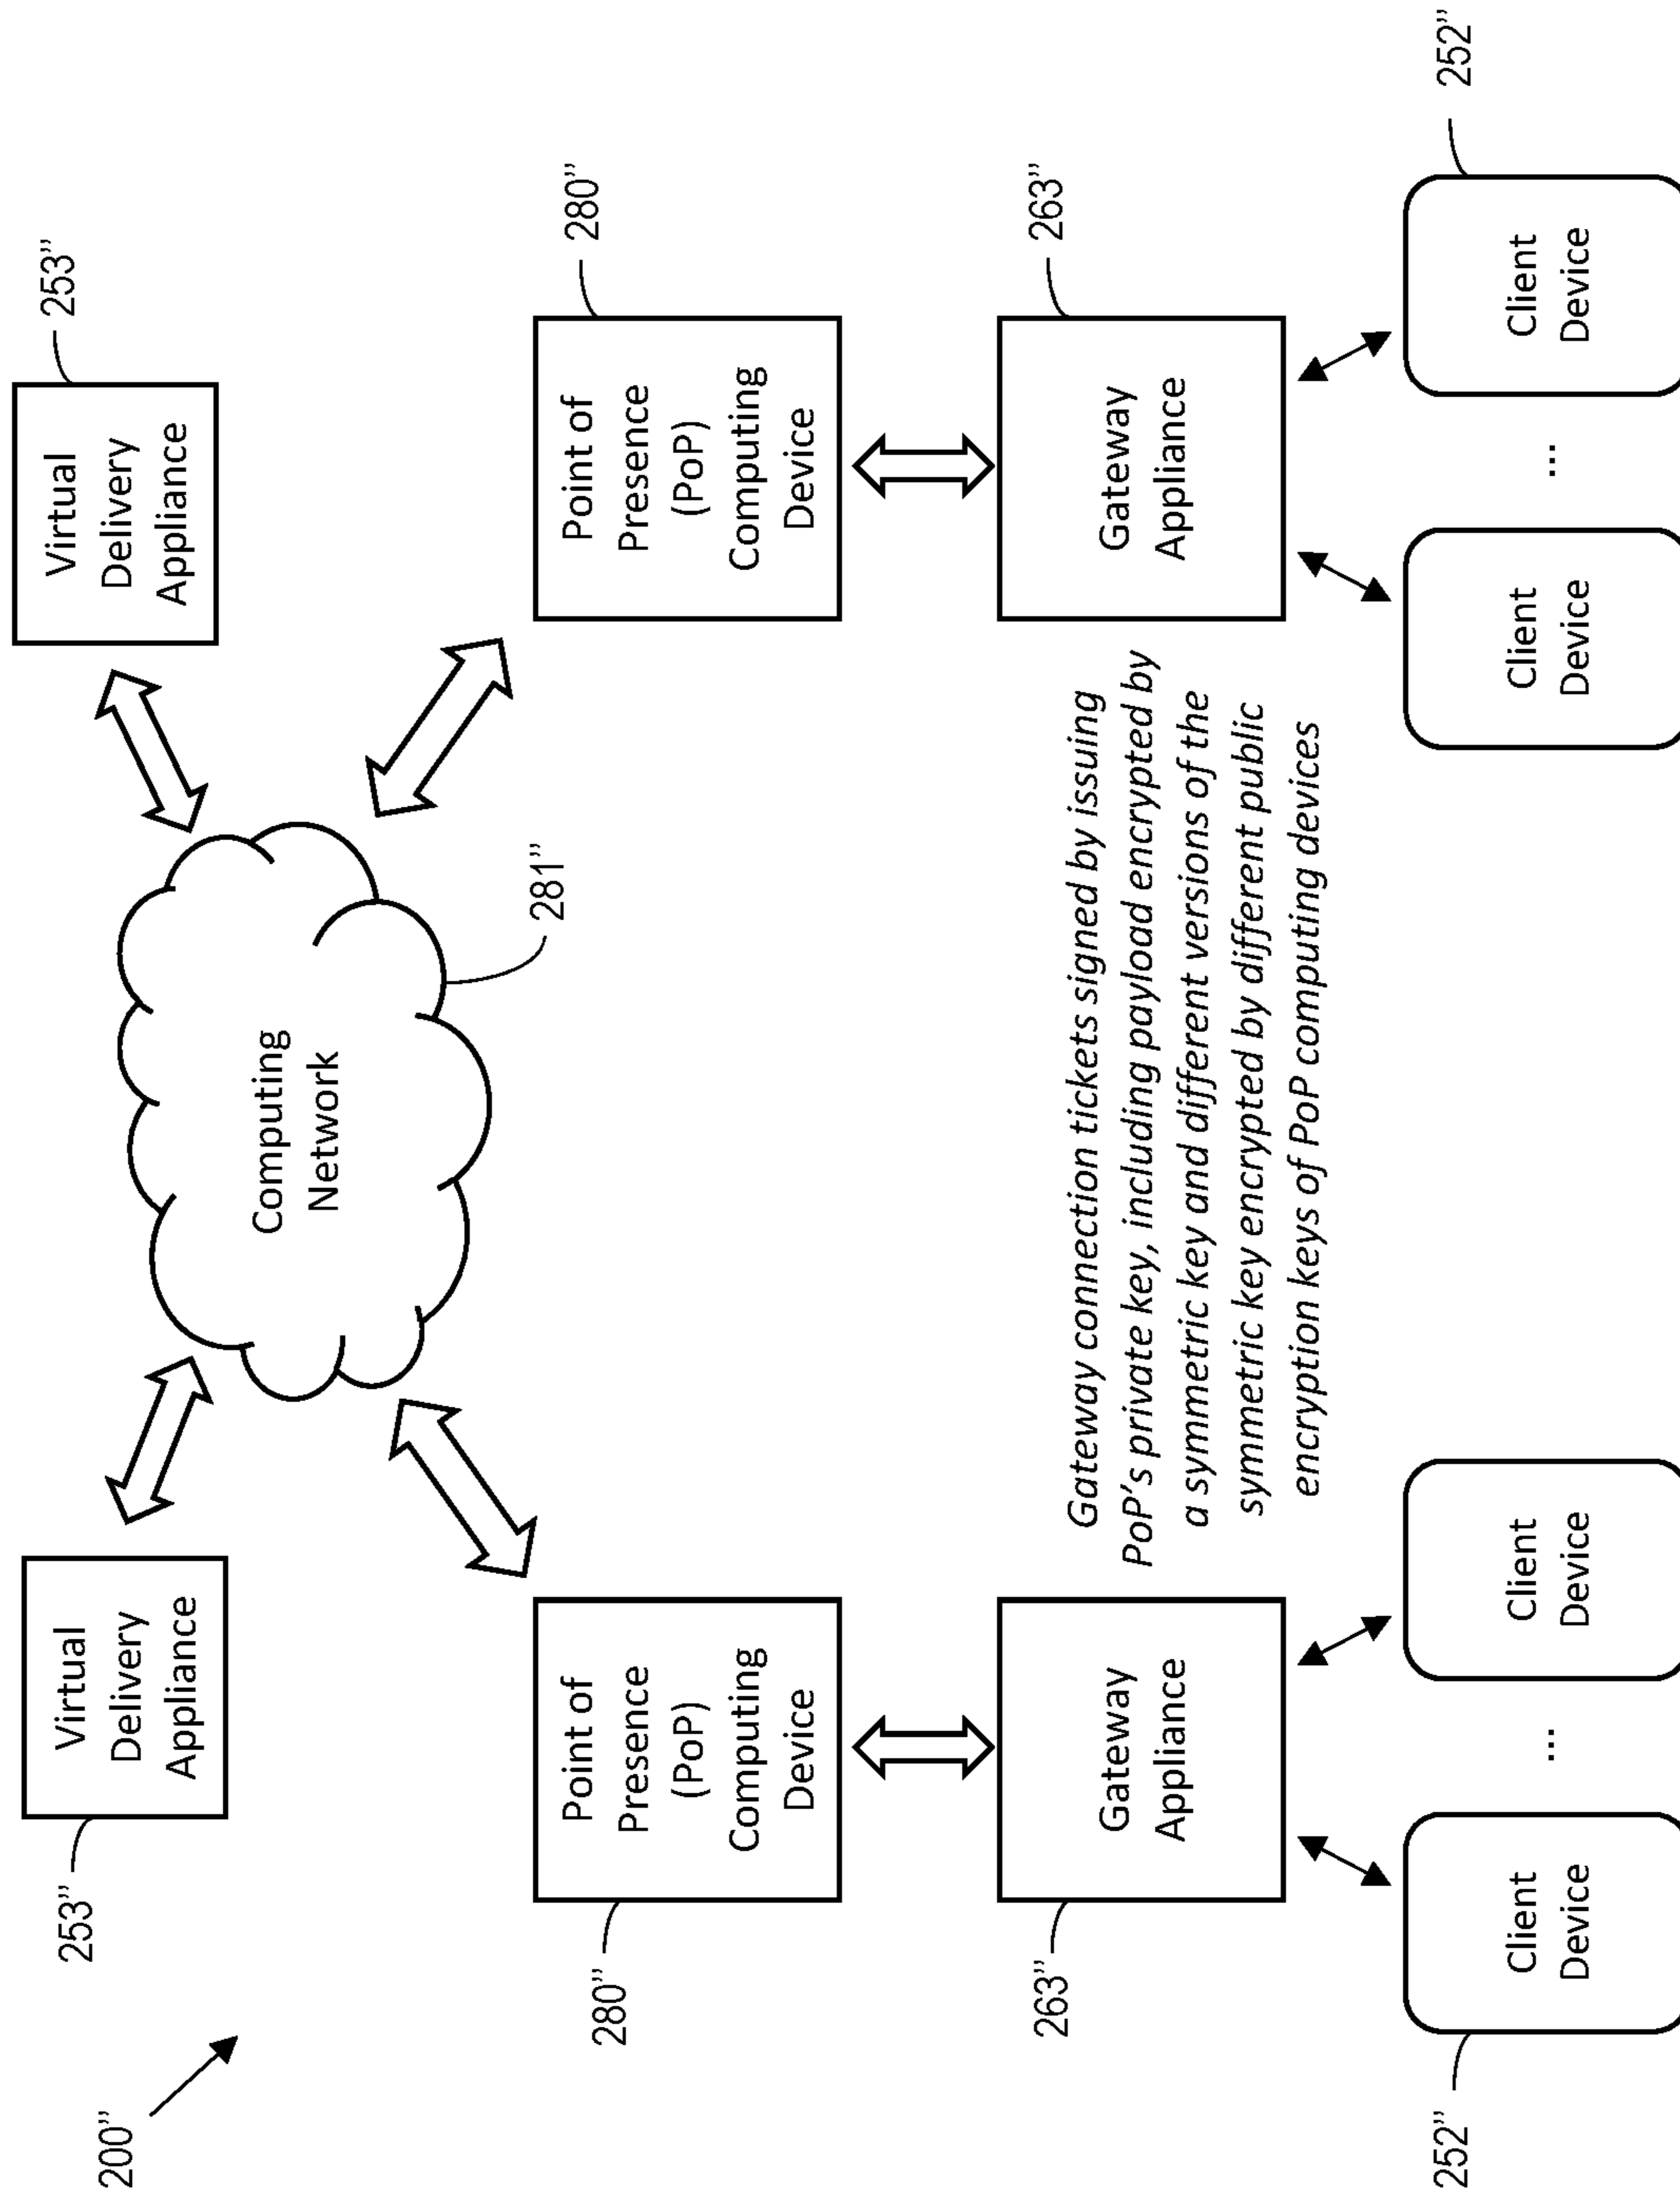 200”
253”
Virtual
Delivery
Appliance
Virtual
Delivery
Appliance
253”
Computing
Network
281”
280”
Point of
Presence
(PoP)
Computing
Device
Point of
Presence
(PoP)
Computing
Device
280”
263”
Gateway
Appliance
Gateway connection tickets signed by issuing
PoP’s private key, including payload encrypted by
a symmetric key and different versions of the
symmetric key encrypted by different public
encryption keys of PoP computing devices
Gateway
Appliance
263”
252”
Client
Device
...
Client
Device
Client
Device
...
Client
Device
252”